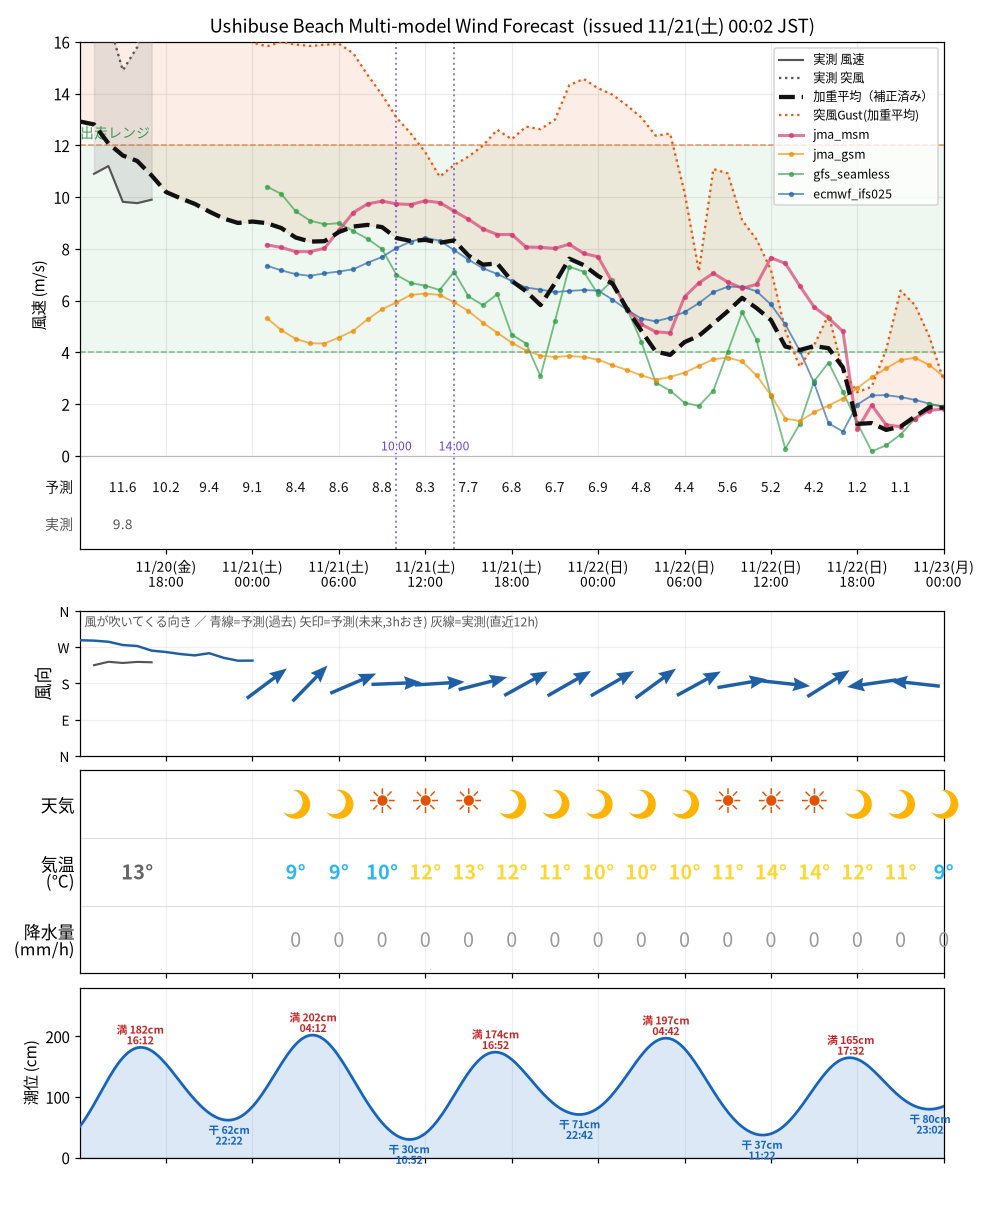 Ushibuse Beach Multi-model Wind Forecast (issued 11/21(土) 00:02 JST)
16
14
12
10
8
6
4
2
0
風速 (m/s)
出走レンジ
実測 風速
実測 突風
加重平均（補正済み）
突風Gust(加重平均)
jma_msm
jma_gsm
gfs_seamless
ecmwf_ifs025
10:00 14:00
予測 11.6 10.2 9.4 9.1 8.4 8.6 8.8 8.3 7.7 6.8 6.7 6.9 4.8 4.4 5.6 5.2 4.2 1.2 1.1
実測 9.8
11/20(金) 11/21(土) 11/21(土) 11/21(土) 11/21(土) 11/22(日) 11/22(日) 11/22(日) 11/22(日) 11/23(月)
18:00 00:00 06:00 12:00 18:00 00:00 06:00 12:00 18:00 00:00
風が吹いてくる向き ／ 青線=予測(過去) 矢印=予測(未来,3hおき) 灰線=実測(直近12h)
N
W
S
E
N
風向
天気
気温
(°C)
13° 9° 9° 10° 12° 13° 12° 11° 10° 10° 10° 11° 14° 14° 12° 11° 9°
降水量
(mm/h)
0 0 0 0 0 0 0 0 0 0 0 0 0 0 0 0
潮位 (cm)
200
100
0
満 182cm
16:12
干 62cm
22:22
満 202cm
04:12
干 30cm
10:52
満 174cm
16:52
干 71cm
22:42
満 197cm
04:42
干 37cm
11:22
満 165cm
17:32
干 80cm
23:02